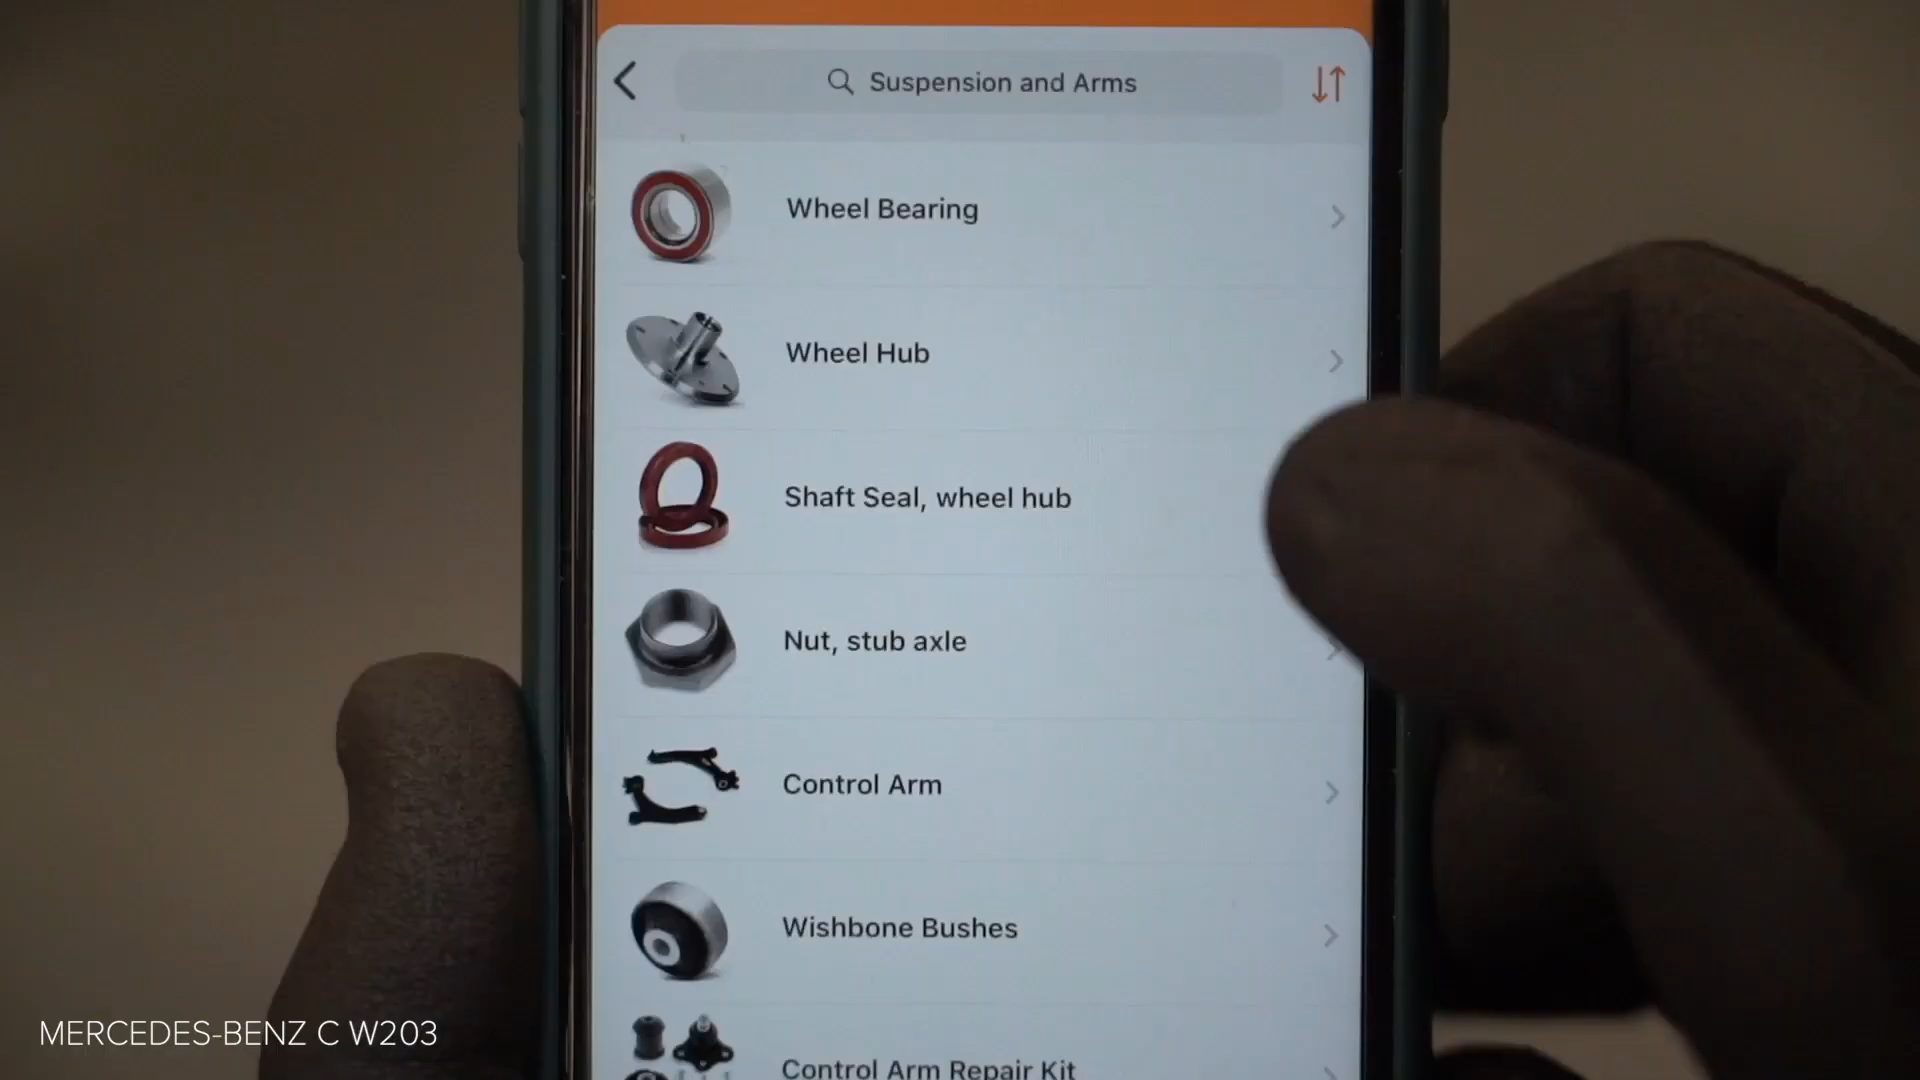 Suspension and Arms
Wheel Bearing
Wheel Hub
Shaft Seal, wheel hub
Nut, stub axle
Control Arm
Wishbone Bushes
Control Arm Repair Kit
MERCEDES-BENZ C W203